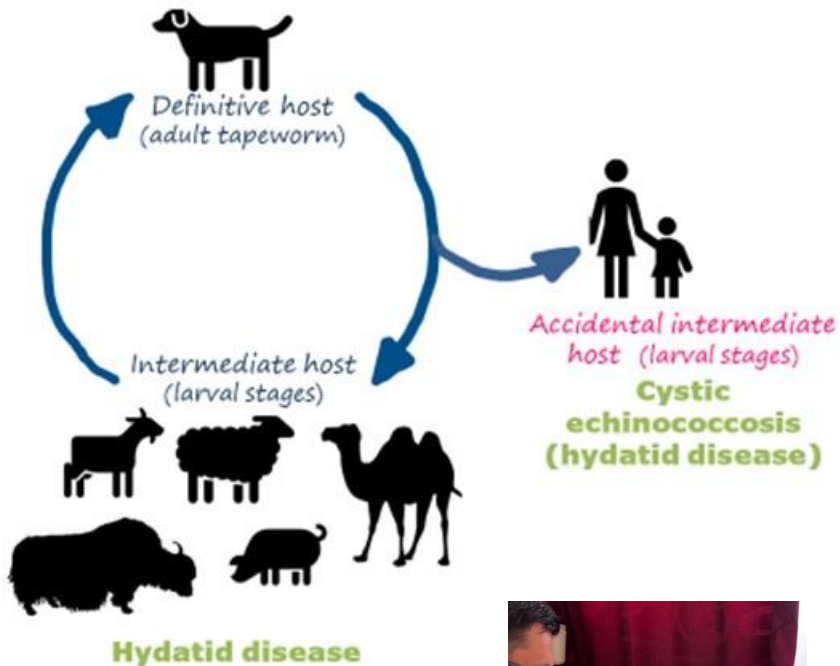 Definitive host
(adult tapeworm)
Accidental intermediate
host (larval stages)
Cystic
echinococcosis
(hydatid disease)
Intermediate host
(larval stages)
Hydatid disease